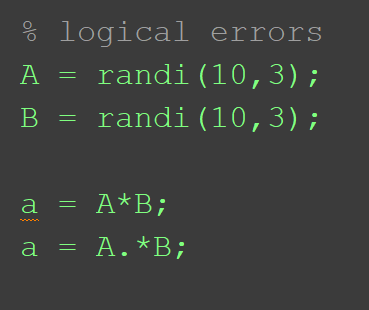 % logical errors
A = randi(10,3);
B = randi(10,3);
a = A*B;
a = A.*B;